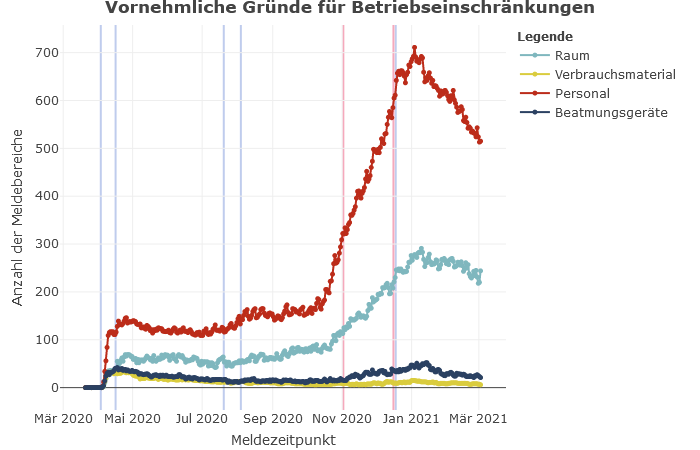 Vornehmliche Gründe für Betriebseinschränkungen
Legende
Raum
Verbrauchsmaterial
Personal
Beatmungsgeräte
Anzahl der Meldebereiche
700
600
500
400
300
200
100
0
Mär 2020
Mai 2020
Jul 2020
Sep 2020
Nov 2020
Jan 2021
Mär 2021
Meldezeitpunkt